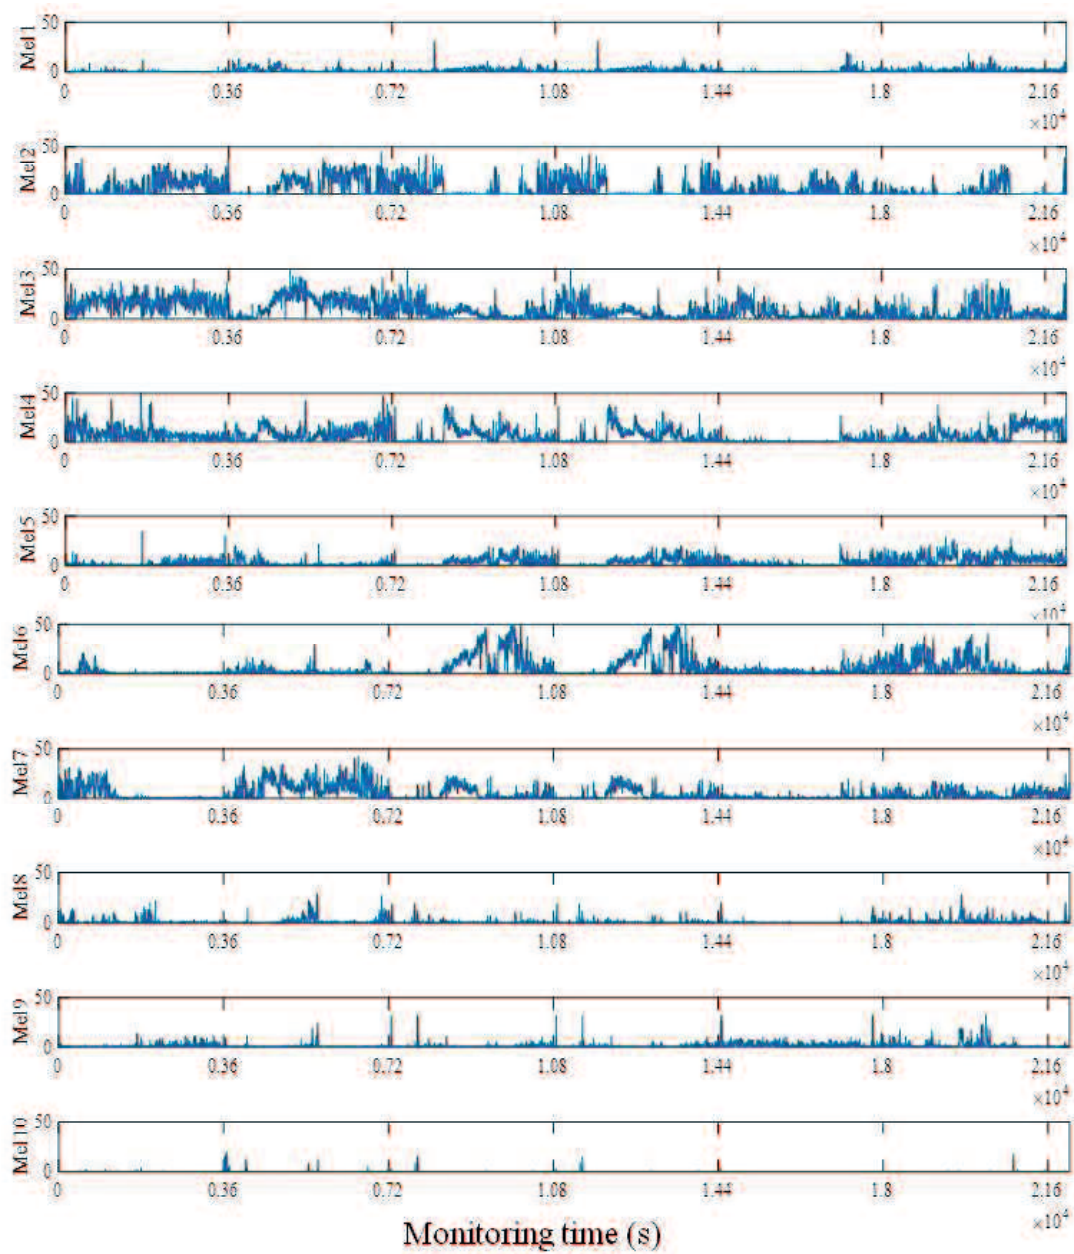 Mel1 50 0
0 0.36 0.72 1.08 1.44 1.8 2.16
×10⁴
Mel2 50 0
0 0.36 0.72 1.08 1.44 1.8 2.16
×10⁴
Mel3 50 0
0 0.36 0.72 1.08 1.44 1.8 2.16
×10⁴
Mel4 50 0
0 0.36 0.72 1.08 1.44 1.8 2.16
×10⁴
Mel5 50 0
0 0.36 0.72 1.08 1.44 1.8 2.16
×10⁴
Mel6 50 0
0 0.36 0.72 1.08 1.44 1.8 2.16
×10⁴
Mel7 50 0
0 0.36 0.72 1.08 1.44 1.8 2.16
×10⁴
Mel8 50 0
0 0.36 0.72 1.08 1.44 1.8 2.16
×10⁴
Mel9 50 0
0 0.36 0.72 1.08 1.44 1.8 2.16
×10⁴
Mel10 50 0
0 0.36 0.72 1.08 1.44 1.8 2.16
×10⁴
Monitoring time (s)